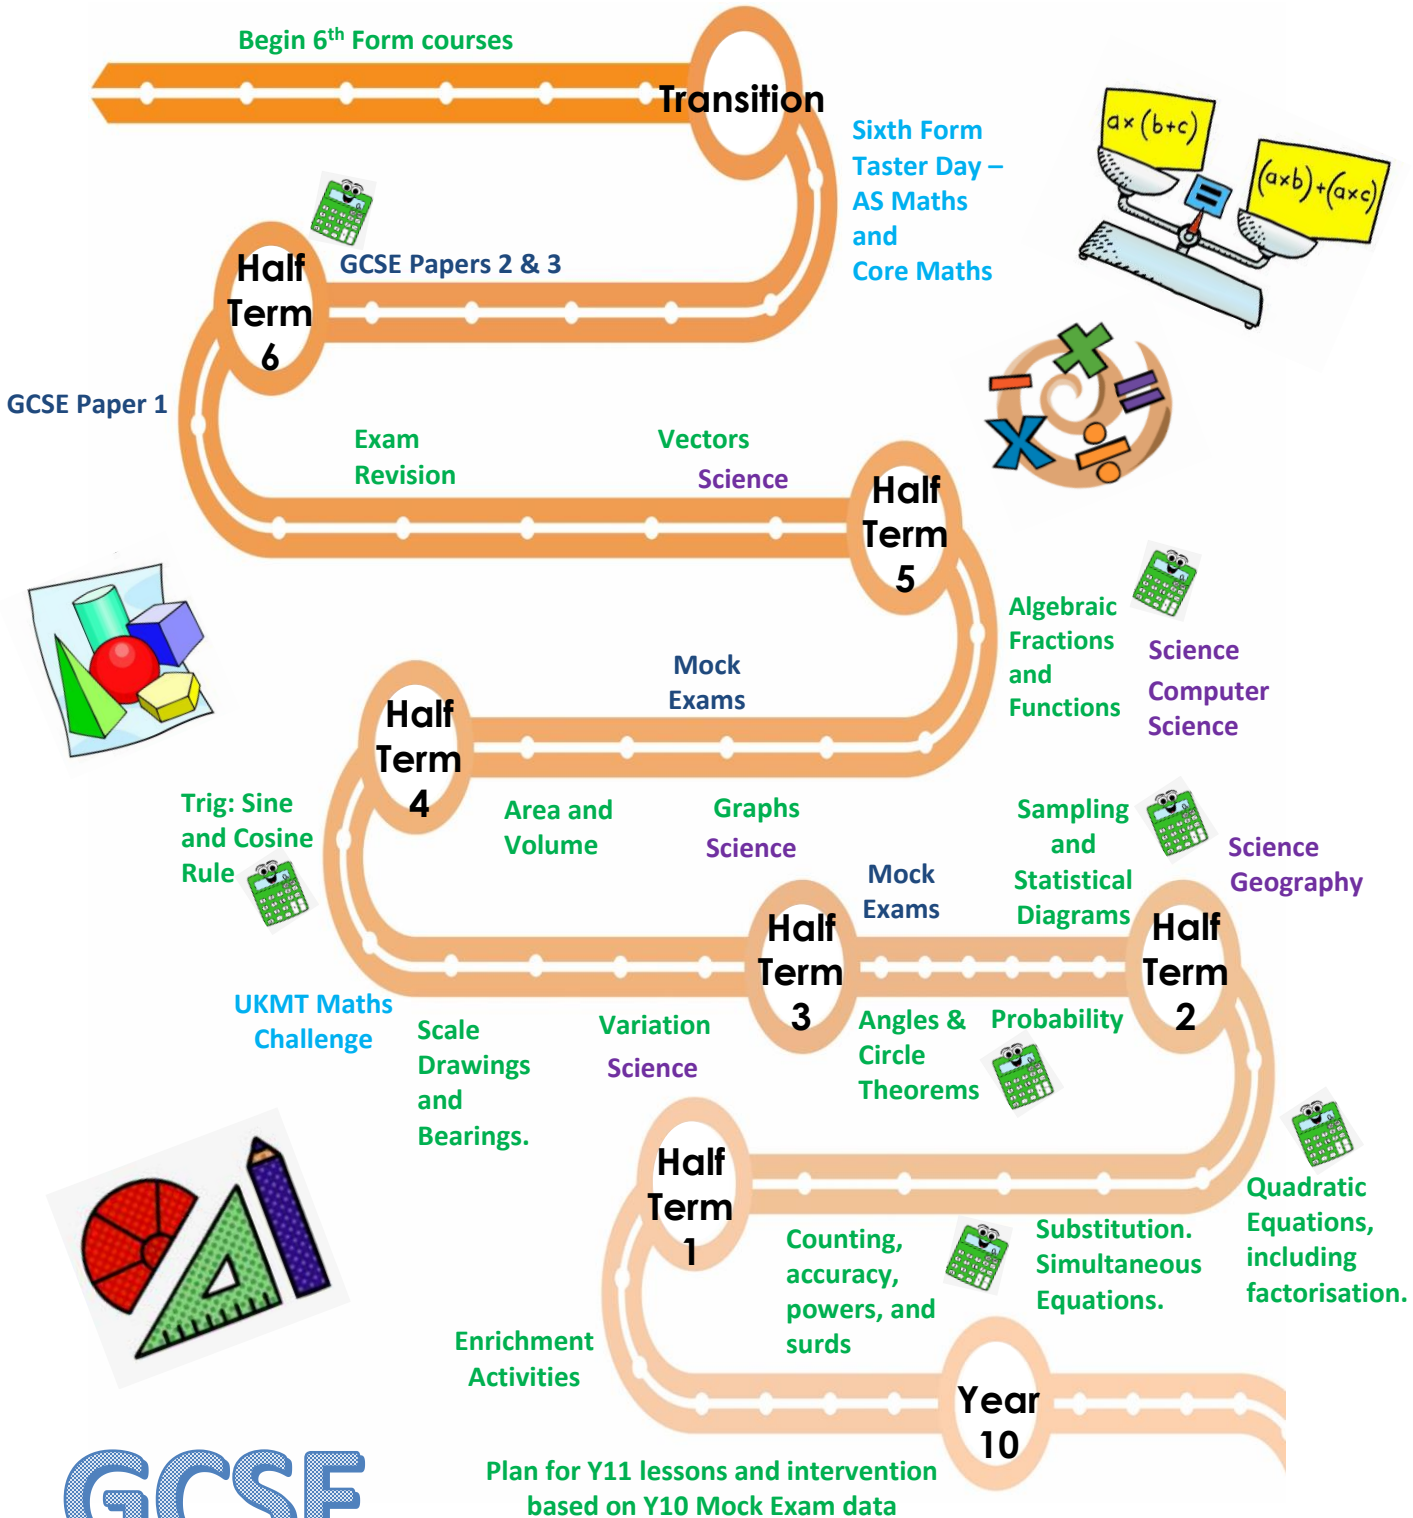 Begin 6th Form courses
Transition
Sixth Form
Taster Day –
AS Maths
and
Core Maths
a×(b+c)
=
(a×b)+(a×c)
Half
Term
6
GCSE Papers 2 & 3
GCSE Paper 1
Exam
Revision
Vectors
Science
Half
Term
5
Algebraic
Fractions
and
Functions
Science
Computer
Science
Mock
Exams
Half
Term
4
Trig: Sine
and Cosine
Rule
Area and
Volume
Graphs
Science
Sampling
and
Statistical
Diagrams
Science
Geography
Mock
Exams
Half
Term
3
Half
Term
2
UKMT Maths
Challenge
Scale
Drawings
and
Bearings.
Variation
Science
Angles &
Circle
Theorems
Probability
Half
Term
1
Counting,
accuracy,
powers, and
surds
Substitution.
Simultaneous
Equations.
Quadratic
Equations,
including
factorisation.
Enrichment
Activities
Year
10
Plan for Y11 lessons and intervention
based on Y10 Mock Exam data
GCSE